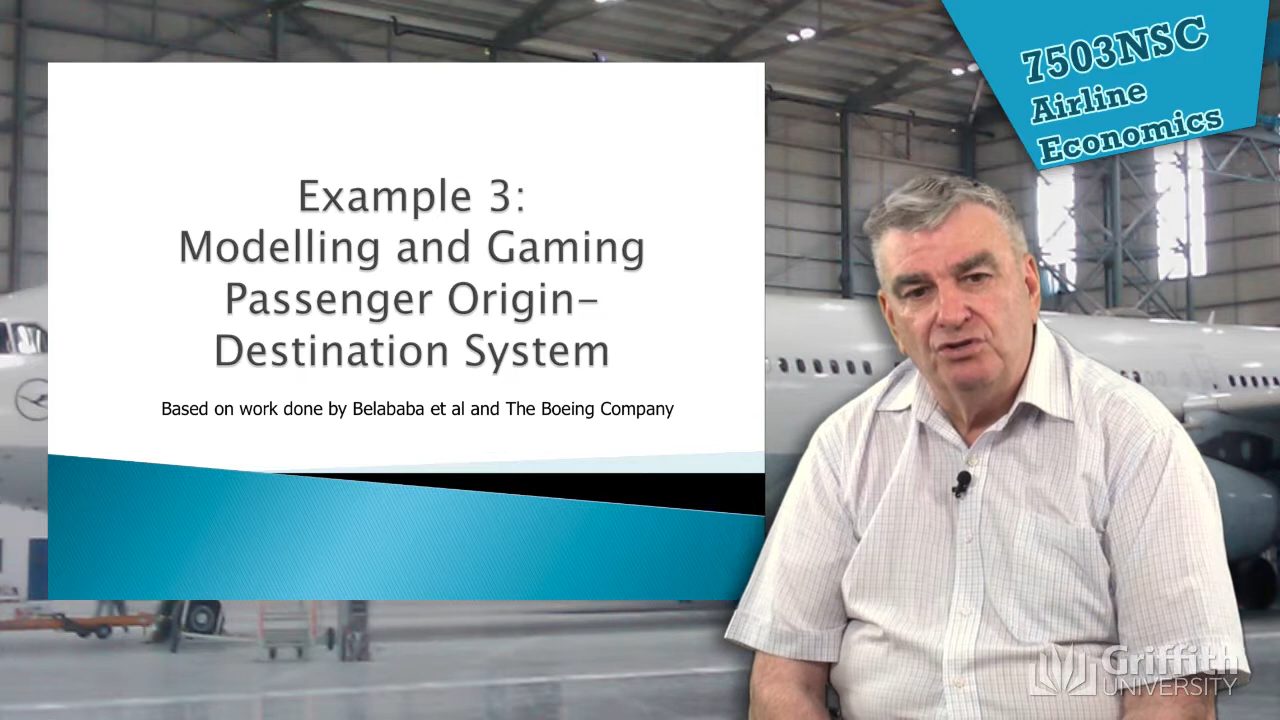 Example 3:
Modelling and Gaming
Passenger Origin-
Destination System
Based on work done by Belababa et al and The Boeing Company
7503NSC
Airline
Economics
Griffith
UNIVERSITY